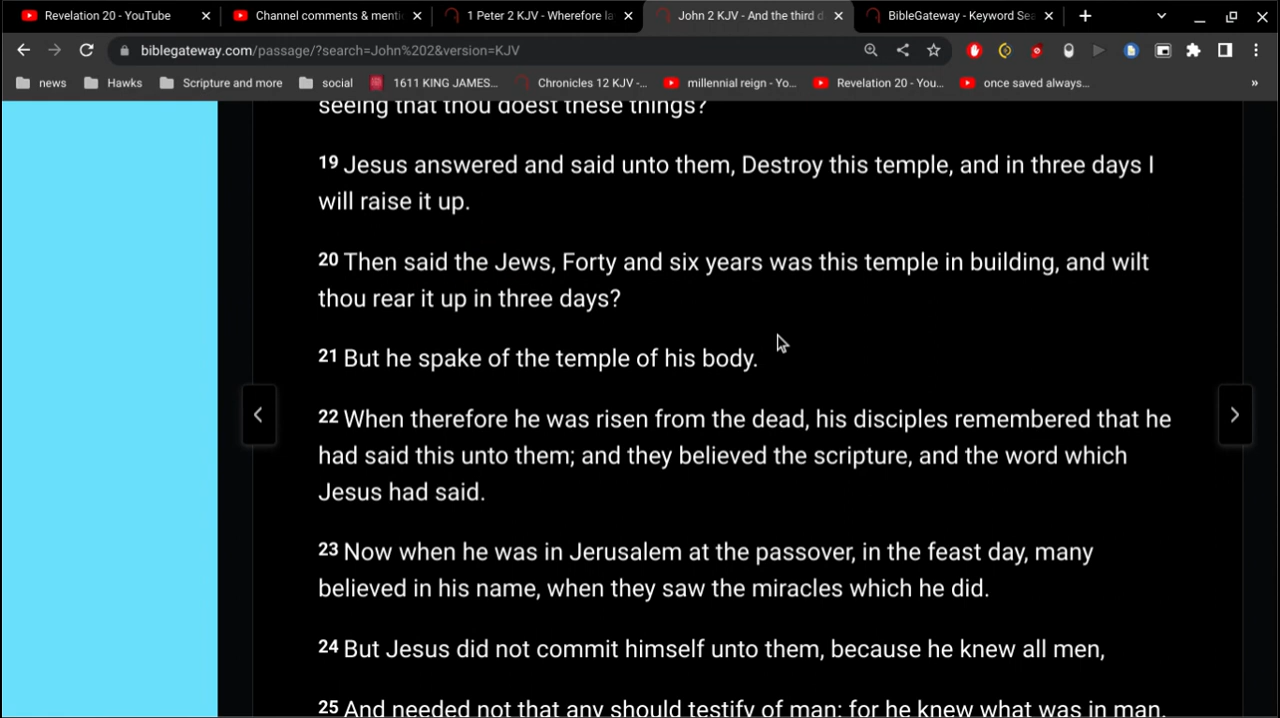 Revelation 20 - YouTube
Channel comments & menti
1 Peter 2 KJV - Wherefore la
John 2 KJV - And the third d
BibleGateway - Keyword Sea
biblegateway.com/passage/?search=John%202&version=KJV
news
Hawks
Scripture and more
social
1611 KING JAMES...
Chronicles 12 KJV -...
millennial reign - Yo...
Revelation 20 - You...
once saved always...
»
seeing that thou doest these things?
19 Jesus answered and said unto them, Destroy this temple, and in three days I
will raise it up.
20 Then said the Jews, Forty and six years was this temple in building, and wilt
thou rear it up in three days?
21 But he spake of the temple of his body.
22 When therefore he was risen from the dead, his disciples remembered that he
had said this unto them; and they believed the scripture, and the word which
Jesus had said.
23 Now when he was in Jerusalem at the passover, in the feast day, many
believed in his name, when they saw the miracles which he did.
24 But Jesus did not commit himself unto them, because he knew all men,
25 And needed not that any should testify of man: for he knew what was in man.